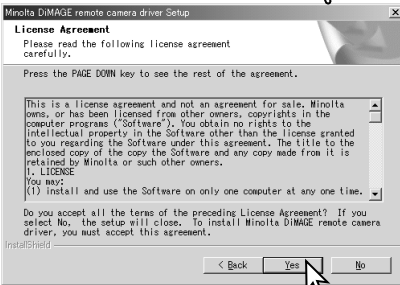 Minolta DiMAGE remote camera driver Setup
License Agreement
Please read the following license agreement
carefully.
Press the PAGE DOWN key to see the rest of the agreement.
This is a license agreement and not an agreement for sale. Minolta
owns, or has been licensed from other owners, copyrights in the
computer programs ("Software"). You obtain no rights to the
intellectual property in the Software other than the license granted
to you regarding the Software under this agreement. The title to the
enclosed copy of the copy the Software and any copy made from it is
retained by Minolta or such other owners.
1. LICENSE
You may:
(1) install and use the Software on only one computer at any one time.
Do you accept all the terms of the preceding License Agreement? If you
select No, the setup will close. To install Minolta DiMAGE remote camera
driver, you must accept this agreement.
InstallShield
< Back Yes No